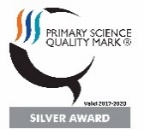 PRIMARY SCIENCE
QUALITY MARK ®
Valid 2017-2020
SILVER AWARD